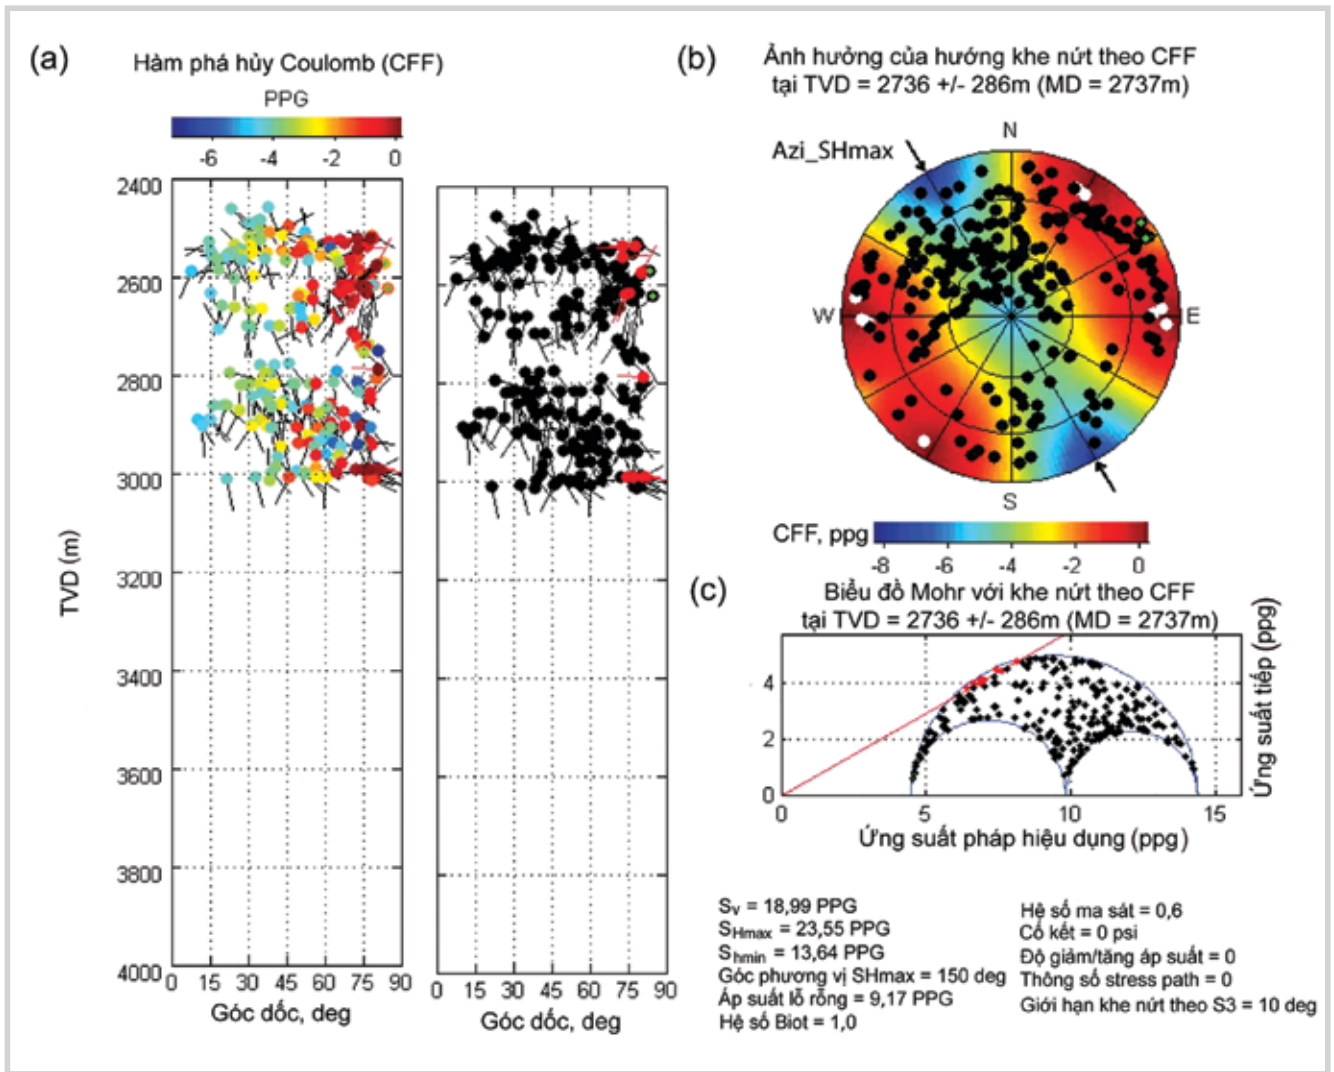 (a)
Hàm phá hủy Coulomb (CFF)
PPG
-6 -4 -2 0
2400
2600
2800
3000
3200
3400
3600
3800
4000
TVD (m)
0 15 30 45 60 75 90
Góc dốc, deg
0 15 30 45 60 75 90
Góc dốc, deg
(b)
Ảnh hưởng của hướng khe nứt theo CFF
tại TVD = 2736 +/- 286m (MD = 2737m)
Azi_SHmax
N
W
E
S
CFF, ppg
-8 -6 -4 -2 0
(c)
Biểu đồ Mohr với khe nứt theo CFF
tại TVD = 2736 +/- 286m (MD = 2737m)
4
2
0
0 5 10 15
Ứng suất pháp hiệu dụng (ppg)
Ứng suất tiếp (ppg)
Sv = 18,99 PPG
SHmax = 23,55 PPG
Shmin = 13,64 PPG
Góc phương vị SHmax = 150 deg
Áp suất lỗ rỗng = 9,17 PPG
Hệ số Biot = 1,0
Hệ số ma sát = 0,6
Cố kết = 0 psi
Độ giảm/tăng áp suất = 0
Thông số stress path = 0
Giới hạn khe nứt theo S3 = 10 deg